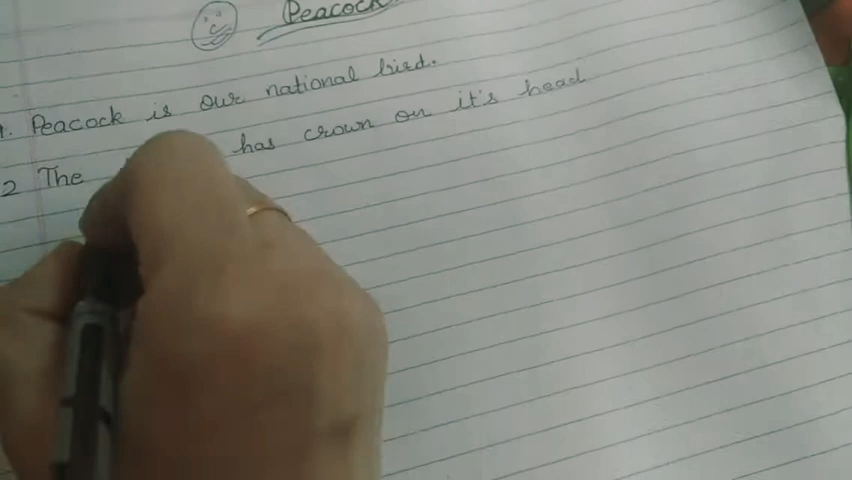 Peacock
1. Peacock is our national bird.
2 The has crown on it's head